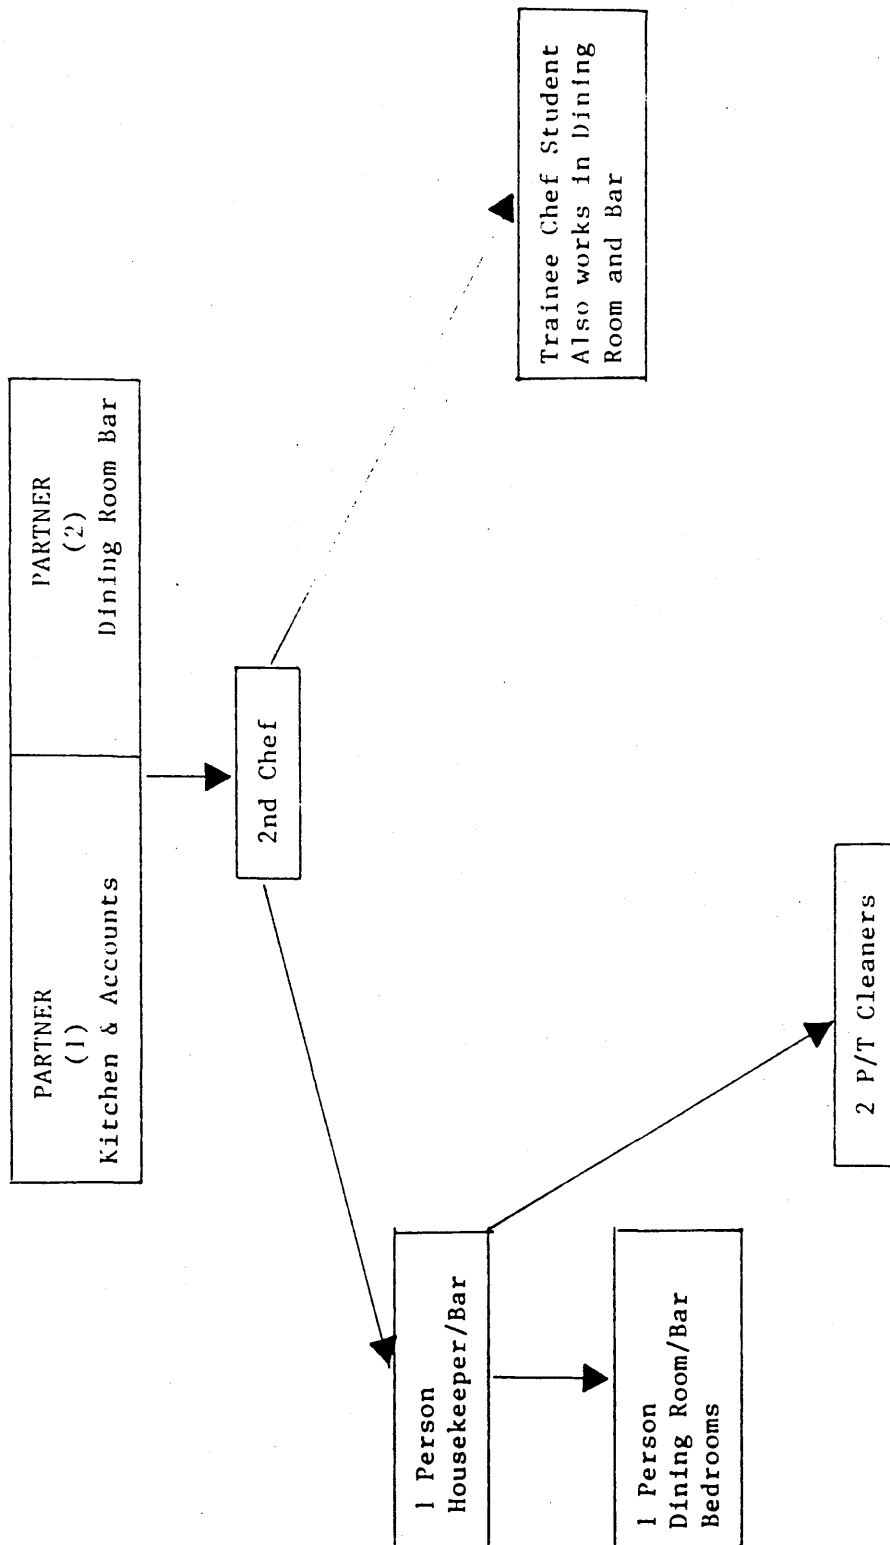 PARTNER
(1)
Kitchen & Accounts
PARTNER
(2)
Dining Room Bar
2nd Chef
Trainee Chef Student
Also works in Dining
Room and Bar
1 Person
Housekeeper/Bar
1 Person
Dining Room/Bar
Bedrooms
2 P/T Cleaners